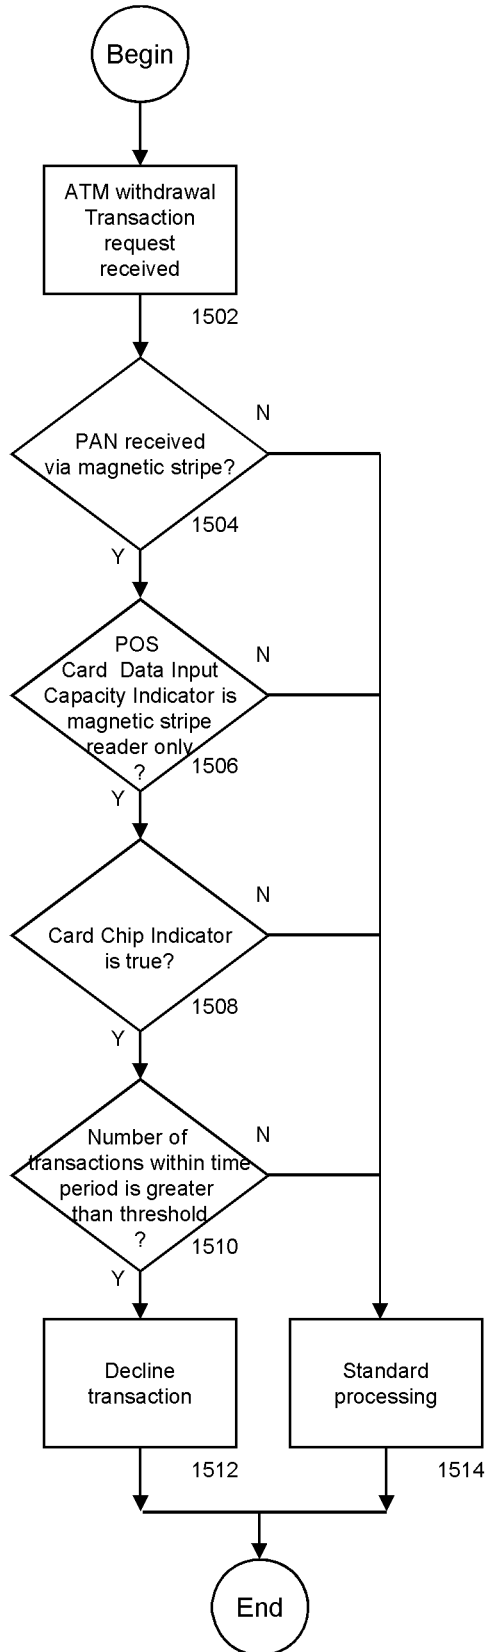 Begin
ATM withdrawal
Transaction
request
received
1502
N
PAN received
via magnetic stripe?
1504
Y
POS
N
Card Data Input
Capacity Indicator is
magnetic stripe
reader only
1506
?
Y
N
Card Chip Indicator
is true?
1508
Y
N
Number of
transactions within time
period is greater
than threshold
?
1510
Y
Decline
transaction
Standard
processing
1512
1514
End